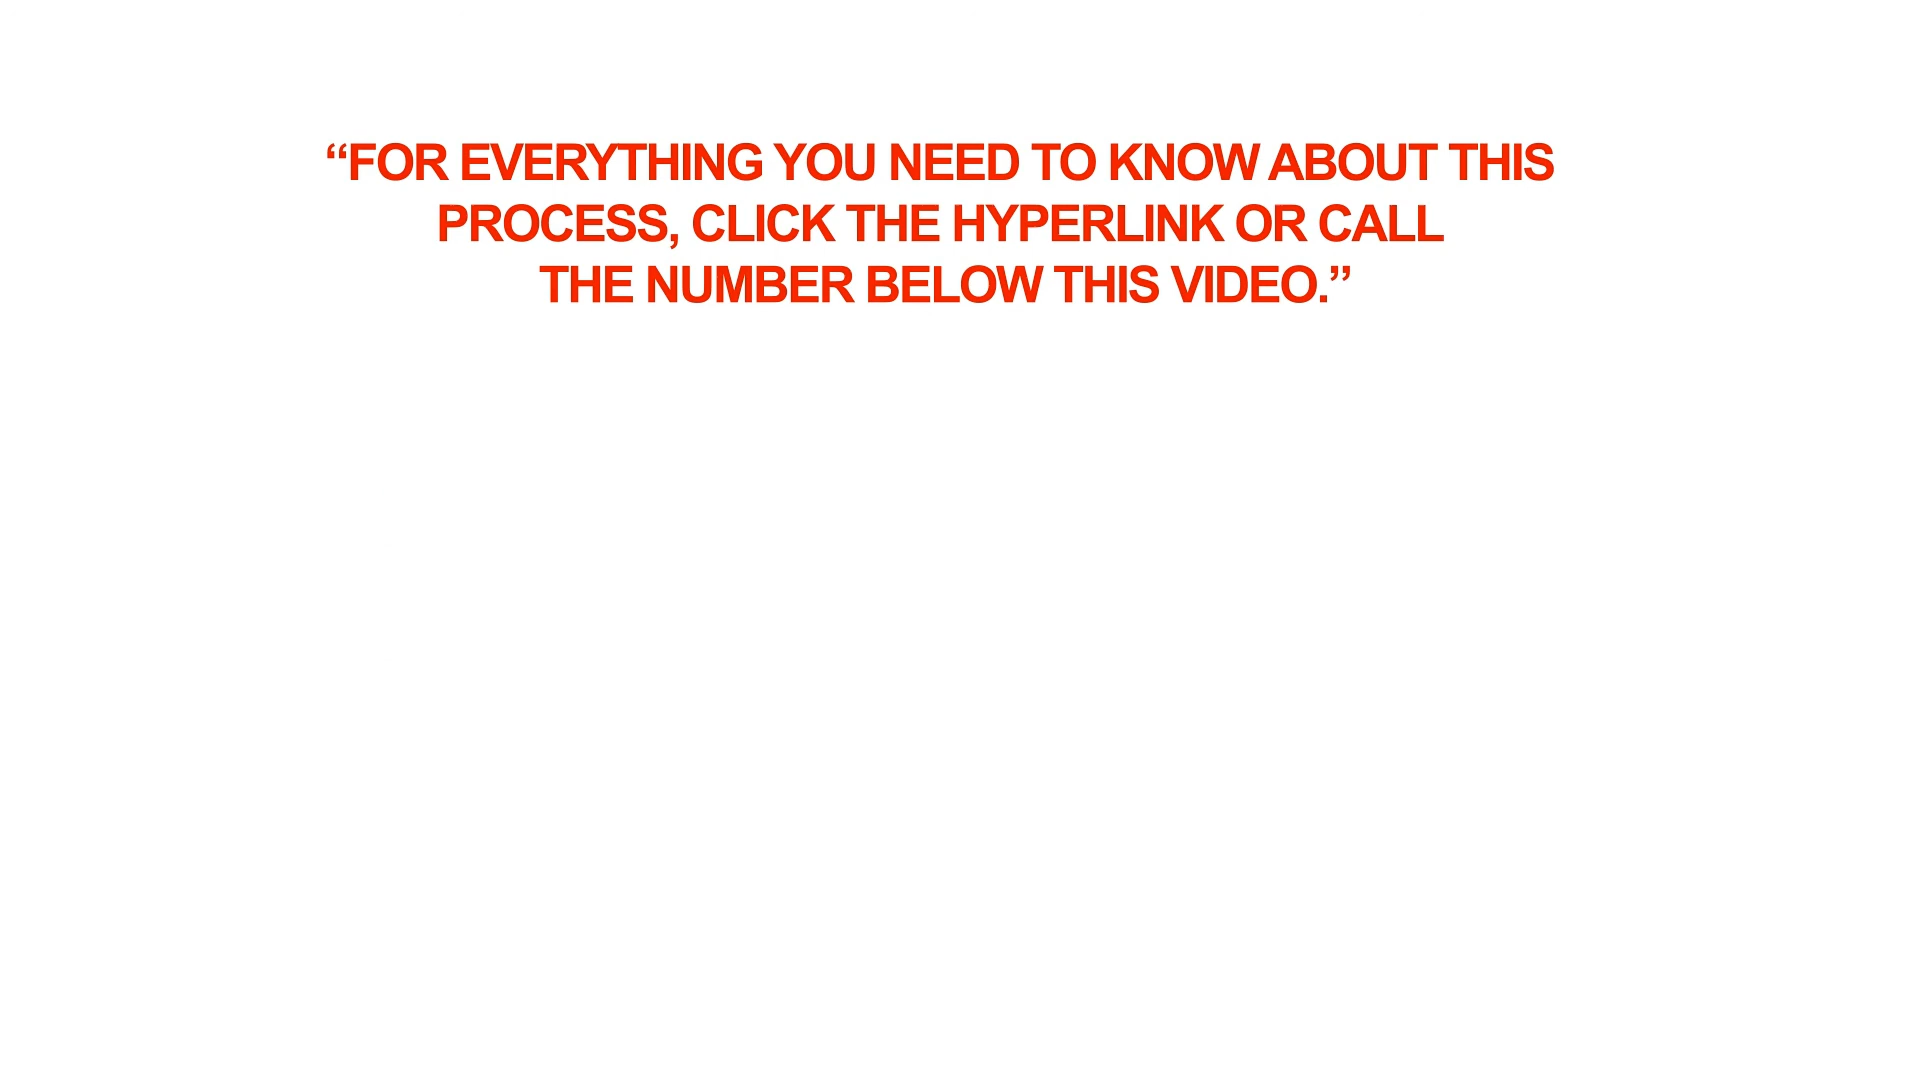 “FOR EVERYTHING YOU NEED TO KNOW ABOUT THIS
PROCESS, CLICK THE HYPERLINK OR CALL
THE NUMBER BELOW THIS VIDEO.”